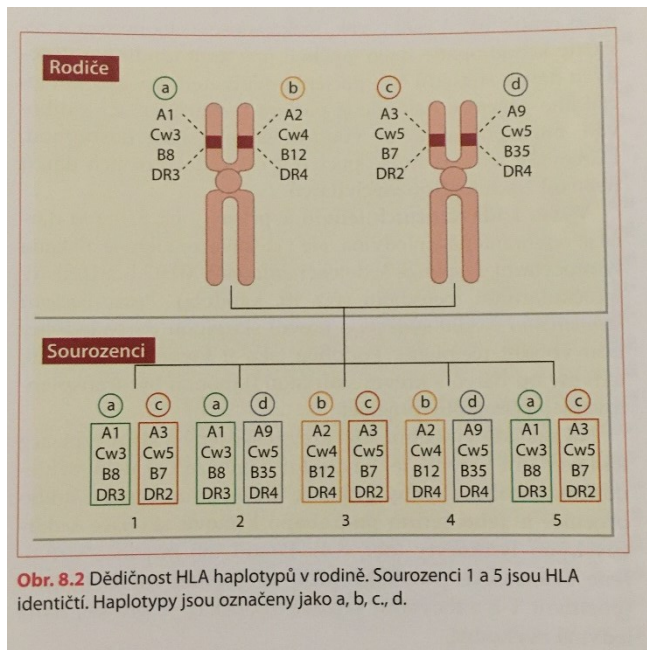 Rodiče
a b c d
A1 A2 A3 A9
Cw3 Cw4 Cw5 Cw5
B8 B12 B7 B35
DR3 DR4 DR2 DR4
Sourozenci
a c a d b c b d a c
A1 A3 A1 A9 A2 A3 A2 A9 A1 A3
Cw3 Cw5 Cw3 Cw5 Cw4 Cw5 Cw4 Cw5 Cw3 Cw5
B8 B7 B8 B35 B12 B7 B12 B35 B8 B7
DR3 DR2 DR3 DR4 DR4 DR2 DR4 DR4 DR3 DR2
1 2 3 4 5
Obr. 8.2 Dědičnost HLA haplotypů v rodině. Sourozenci 1 a 5 jsou HLA
identičtí. Haplotypy jsou označeny jako a, b, c., d.